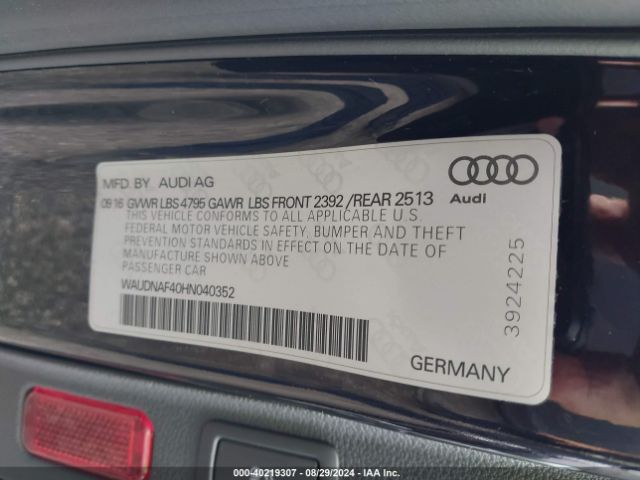 MFD. BY. AUDI AG
09 16 GVWR LBS 4795 GAWR LBS FRONT 2392 /REAR 2513
THIS VEHICLE CONFORMS TO ALL APPLICABLE U.S.
FEDERAL MOTOR VEHICLE SAFETY, BUMPER AND THEFT
PREVENTION STANDARDS IN EFFECT ON THE DATE OF
MANUFACTURE SHOWN ABOVE
PASSENGER CAR
WAUDNAF40HN040352
Audi
3924225
GERMANY
000-40219307 - 08/29/2024 - IAA Inc.